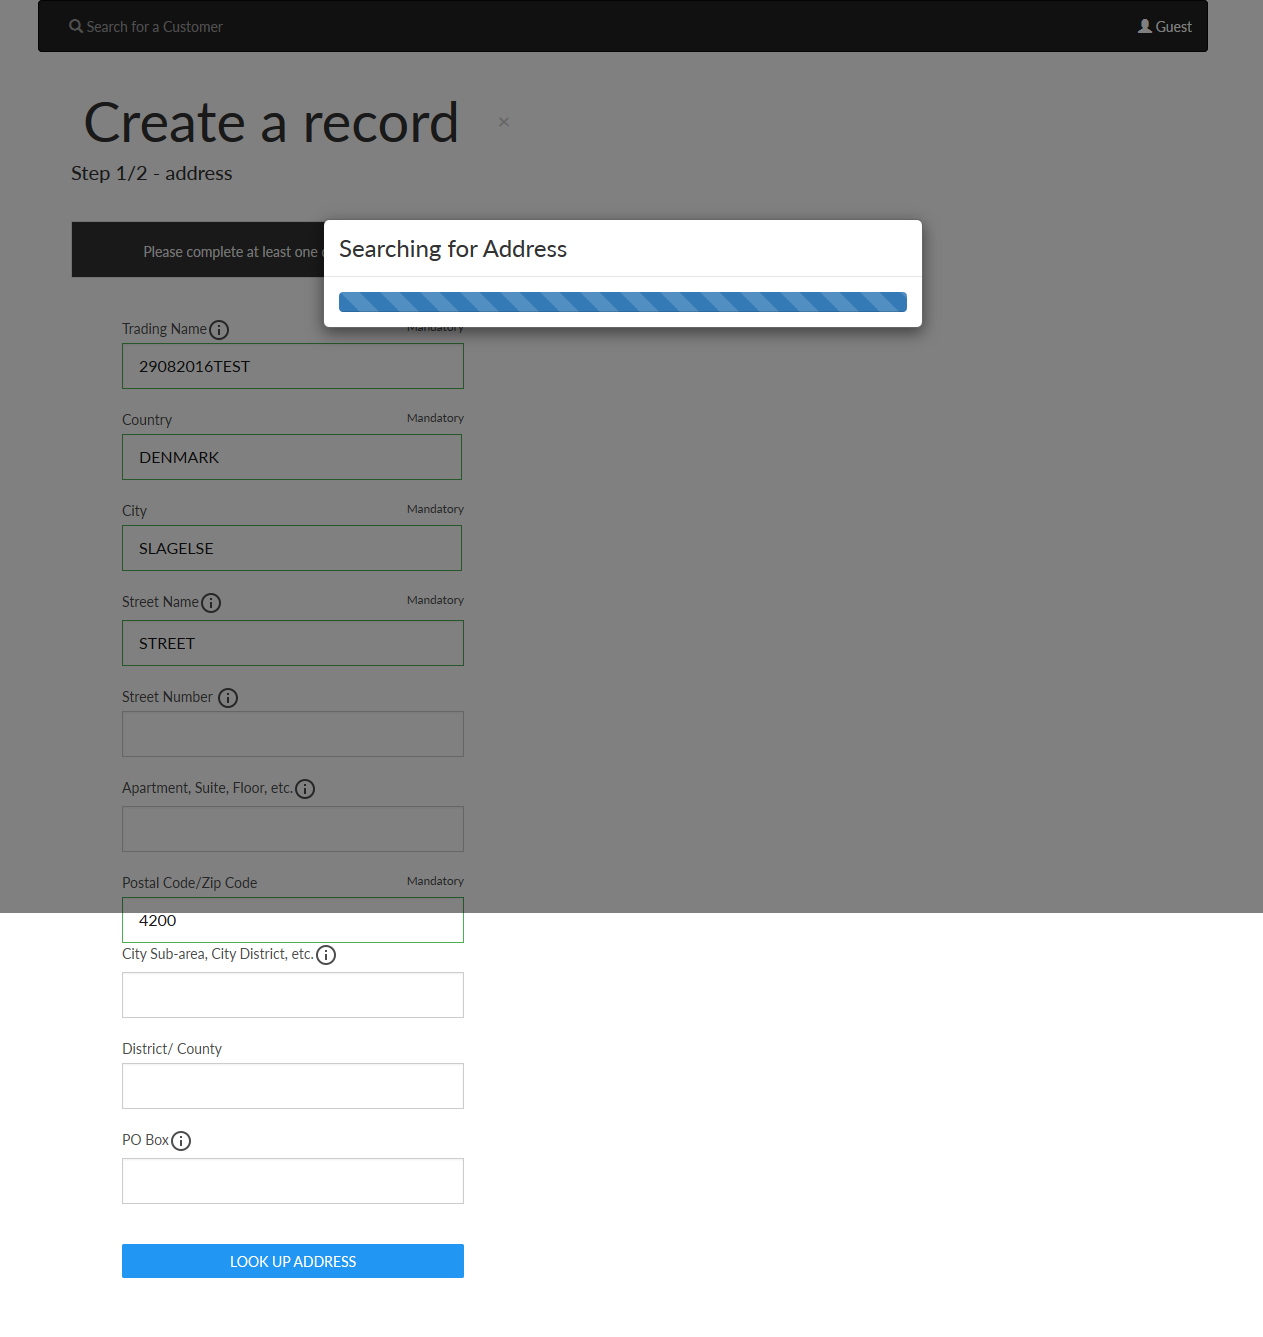 Search for a Customer
Guest
Create a record
×
Step 1/2 - address
Please complete at least one
Searching for Address
Trading Name
Mandatory
29082016TEST
Country
Mandatory
DENMARK
City
Mandatory
SLAGELSE
Street Name
Mandatory
STREET
Street Number
Apartment, Suite, Floor, etc.
Postal Code/Zip Code
Mandatory
4200
City Sub-area, City District, etc.
District/ County
PO Box
LOOK UP ADDRESS